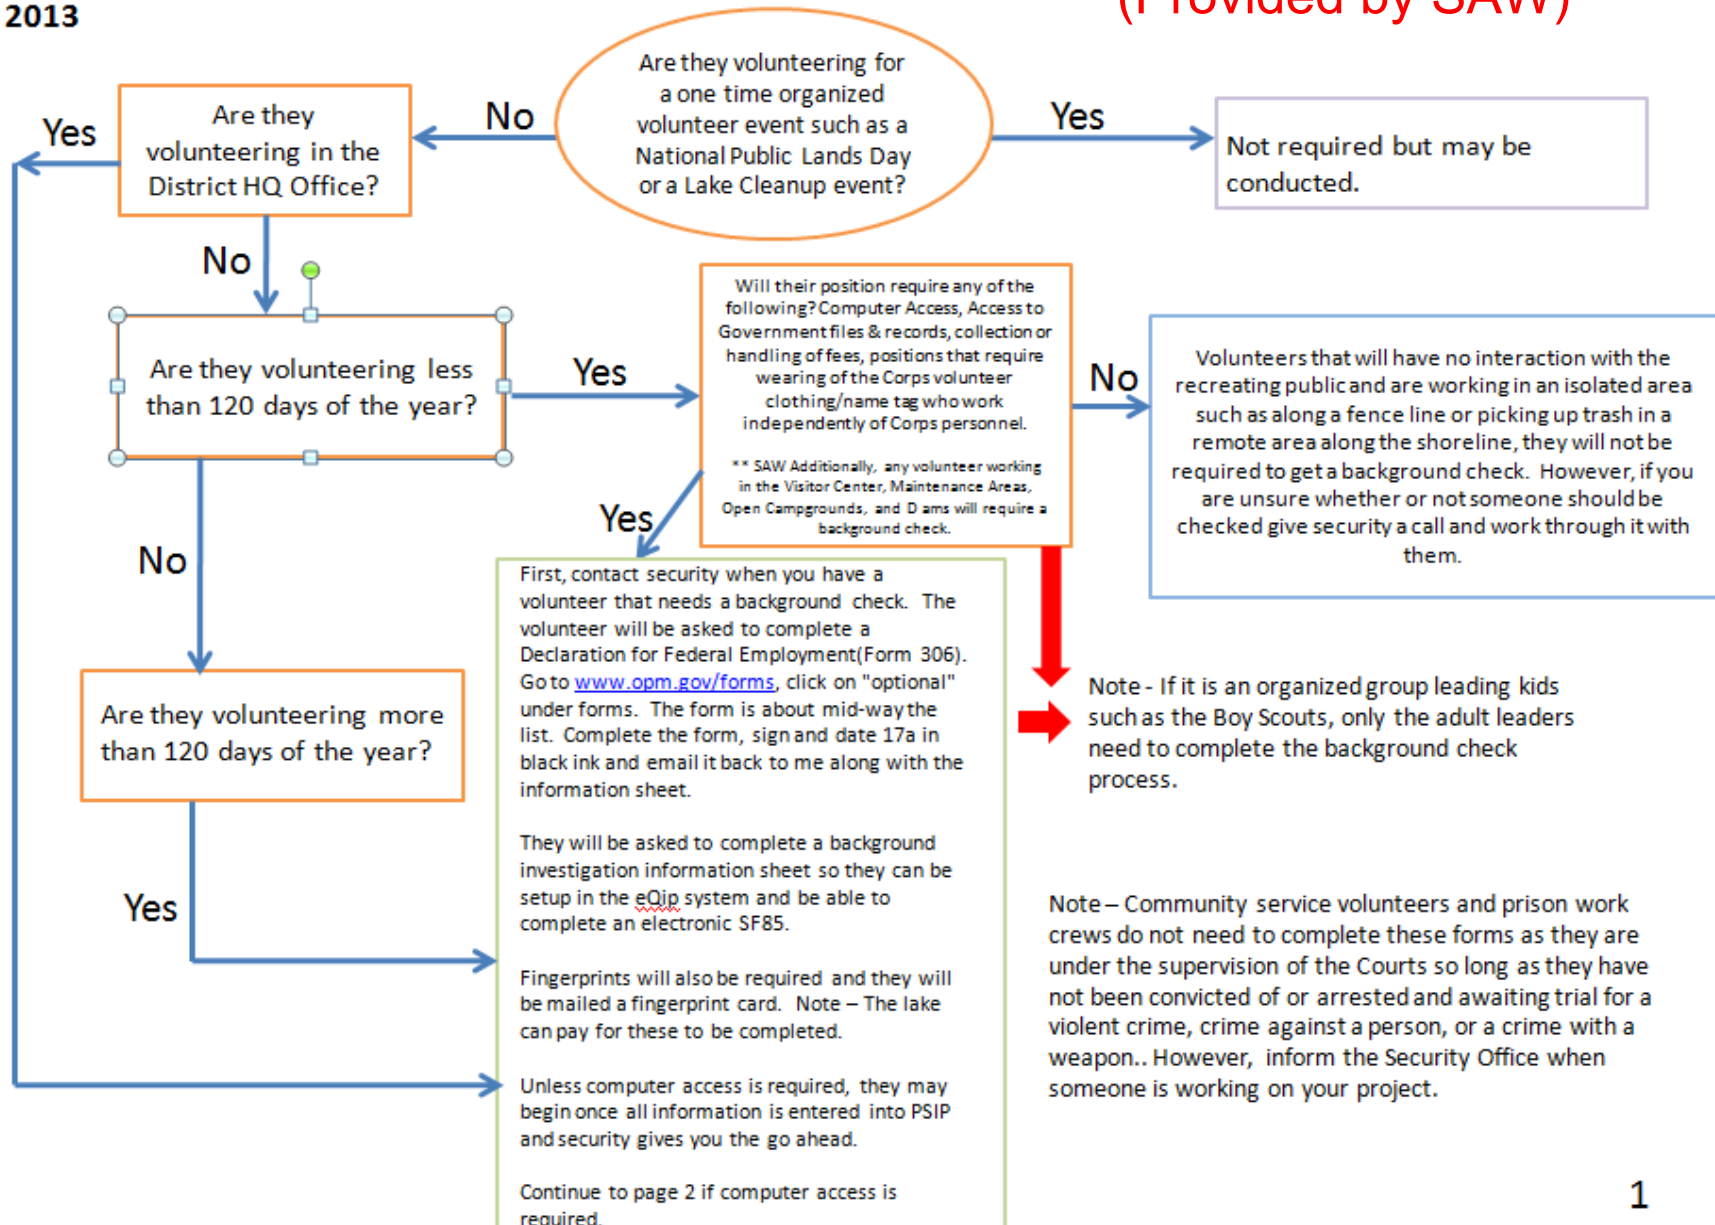 2013
(Provided by SAW)
Are they volunteering for
a one time organized
volunteer event such as a
National Public Lands Day
or a Lake Cleanup event?
No
Yes
Are they
volunteering in the
District HQ Office?
Yes
Not required but may be
conducted.
No
Are they volunteering less
than 120 days of the year?
Yes
Will their position require any of the
following? Computer Access, Access to
Government files & records, collection or
handling of fees, positions that require
wearing of the Corps volunteer
clothing/name tag who work
independently of Corps personnel.
** SAW Additionally, any volunteer working
in the Visitor Center, Maintenance Areas,
Open Campgrounds, and D ams will require a
background check.
No
Volunteers that will have no interaction with the
recreating public and are working in an isolated area
such as along a fence line or picking up trash in a
remote area along the shoreline, they will not be
required to get a background check.  However, if you
are unsure whether or not someone should be
checked give security a call and work through it with
them.
Yes
No
Are they volunteering more
than 120 days of the year?
Yes
First, contact security when you have a
volunteer that needs a background check.  The
volunteer will be asked to complete a
Declaration for Federal Employment(Form 306).
Go to www.opm.gov/forms, click on "optional"
under forms.  The form is about mid-way the
list.  Complete the form, sign and date 17a in
black ink and email it back to me along with the
information sheet.
They will be asked to complete a background
investigation information sheet so they can be
setup in the eQip system and be able to
complete an electronic SF85.
Fingerprints will also be required and they will
be mailed a fingerprint card.  Note – The lake
can pay for these to be completed.
Unless computer access is required, they may
begin once all information is entered into PSIP
and security gives you the go ahead.
Continue to page 2 if computer access is
required.
Note - If it is an organized group leading kids
such as the Boy Scouts, only the adult leaders
need to complete the background check
process.
Note – Community service volunteers and prison work
crews do not need to complete these forms as they are
under the supervision of the Courts so long as they have
not been convicted of or arrested and awaiting trial for a
violent crime, crime against a person, or a crime with a
weapon.. However,  inform the Security Office when
someone is working on your project.
1